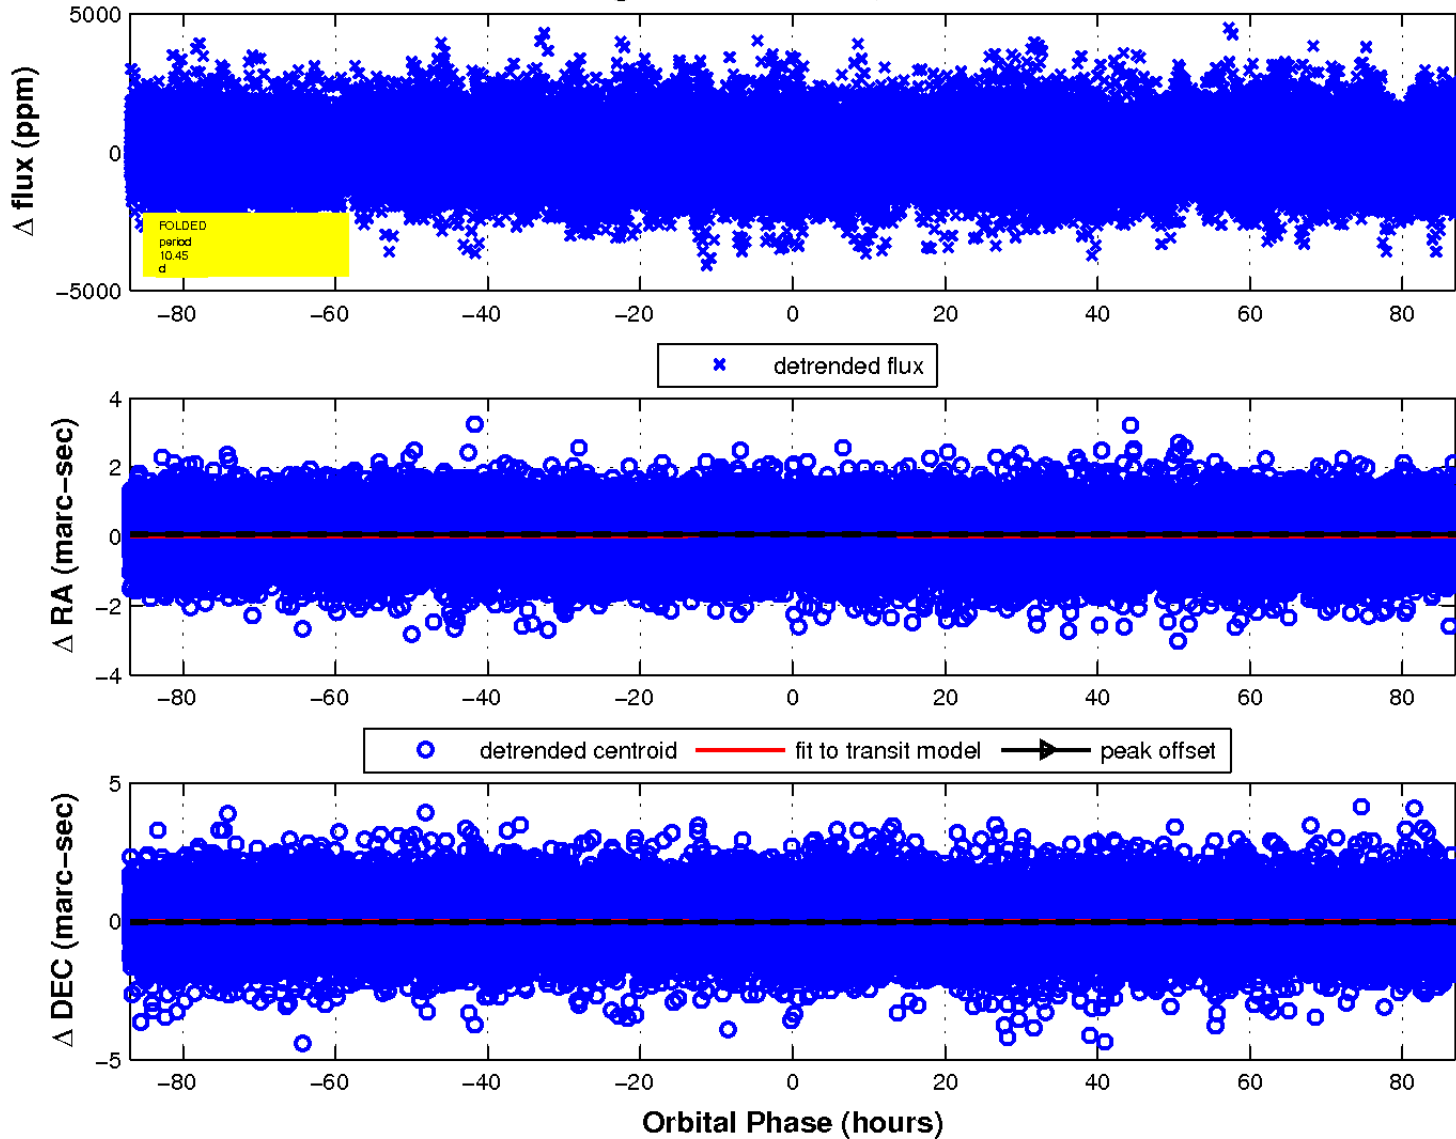 5000
0
−5000
Δ flux (ppm)
FOLDED
period
10.45
d
−80 −60 −40 −20 0 20 40 60 80
detrended flux
4
2
0
−2
−4
Δ RA (marc−sec)
−80 −60 −40 −20 0 20 40 60 80
detrended centroid fit to transit model peak offset
5
0
−5
Δ DEC (marc−sec)
−80 −60 −40 −20 0 20 40 60 80
Orbital Phase (hours)